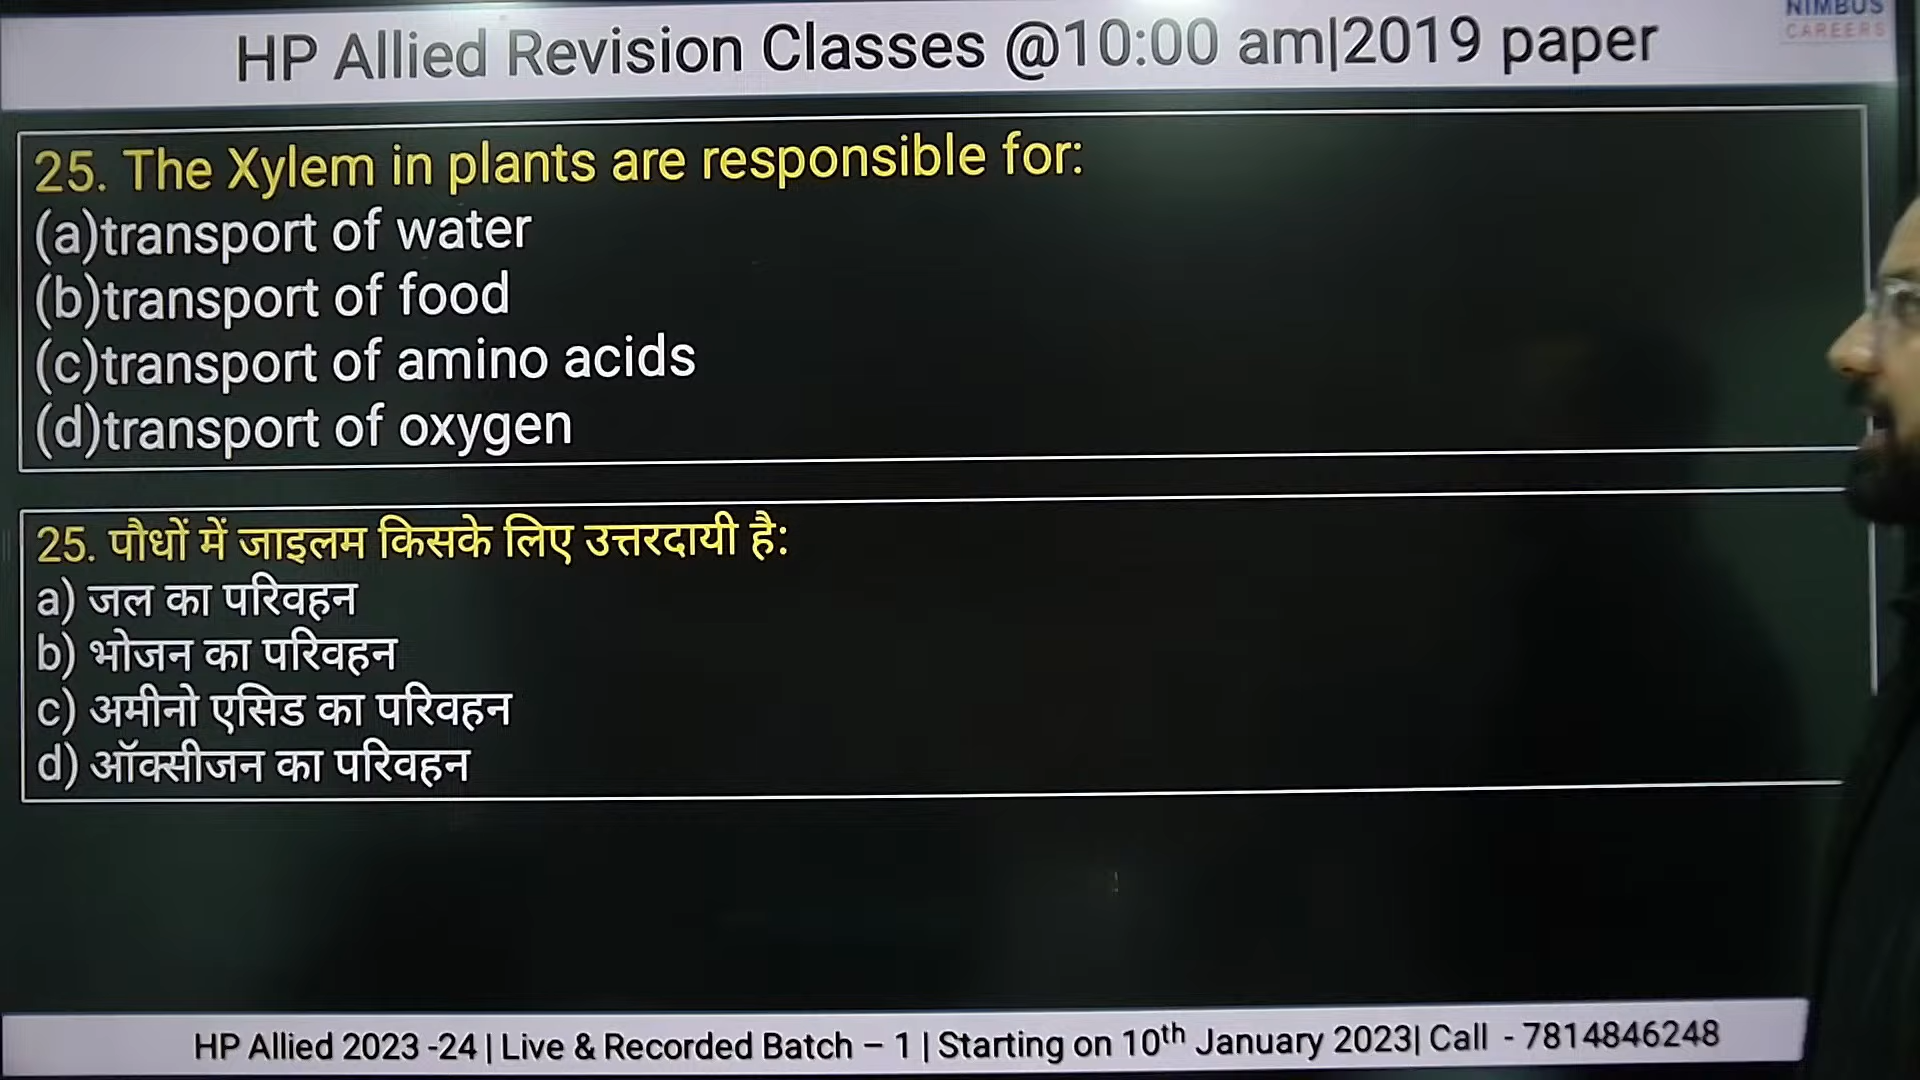 NIMBUS
CAREERS
HP Allied Revision Classes @10:00 am|2019 paper
25. The Xylem in plants are responsible for:
(a)transport of water
(b)transport of food
(c)transport of amino acids
(d)transport of oxygen
25. पौधों में जाइलम किसके लिए उत्तरदायी है:
a) जल का परिवहन
b) भोजन का परिवहन
c) अमीनो एसिड का परिवहन
d) ऑक्सीजन का परिवहन
HP Allied 2023 -24 | Live & Recorded Batch – 1 | Starting on 10th January 2023| Call - 7814846248